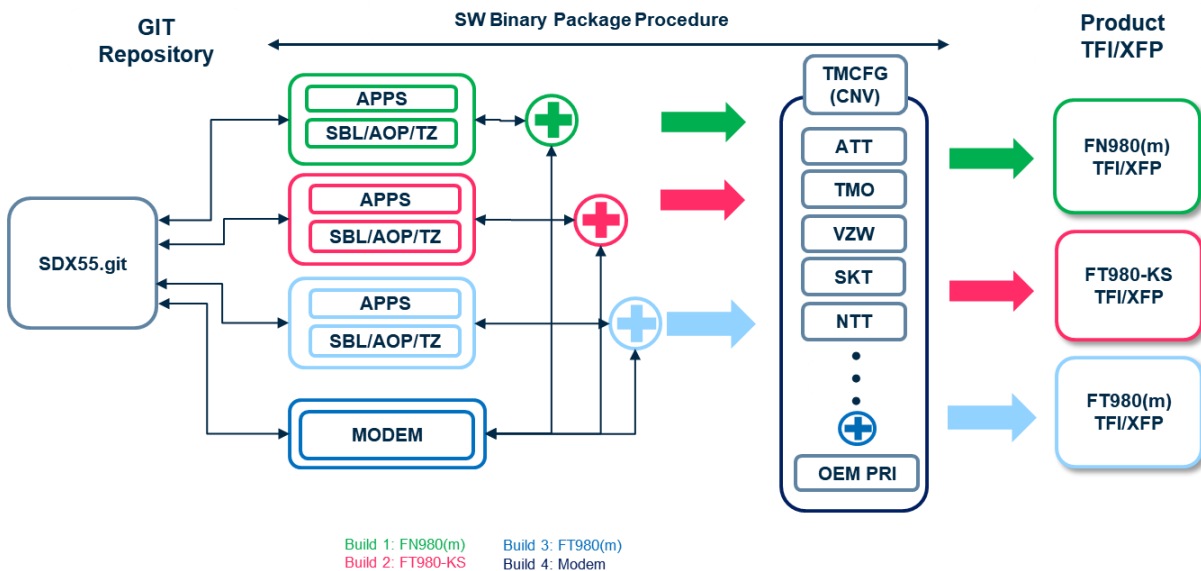 GIT
Repository
SW Binary Package Procedure
Product
TFI/XFP
SDX55.git
APPS
SBL/AOP/TZ
APPS
SBL/AOP/TZ
APPS
SBL/AOP/TZ
MODEM
TMCFG
(CNV)
ATT
TMO
VZW
SKT
NTT
OEM PRI
FN980(m)
TFI/XFP
FT980-KS
TFI/XFP
FT980(m)
TFI/XFP
Build 1: FN980(m)
Build 2: FT980-KS
Build 3: FT980(m)
Build 4: Modem